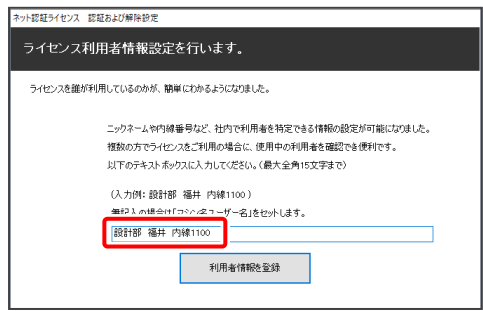 ネット認証ライセンス 認証および解除設定
ライセンス利用者情報設定を行います。
ライセンスを誰が利用しているのかが、簡単にわかるようになりました。
ニックネームや内線番号など、社内で利用者を特定できる情報の設定が可能になりました。
複数の方でライセンスをご利用の場合に、使用中の利用者を確認でき便利です。
以下のテキストボックスに入力してください。(最大全角15文字まで)
(入力例: 設計部 福井 内線1100 )
無記入の場合は「マシン名ユーザー名」をセットします。
設計部 福井 内線1100
利用者情報を登録